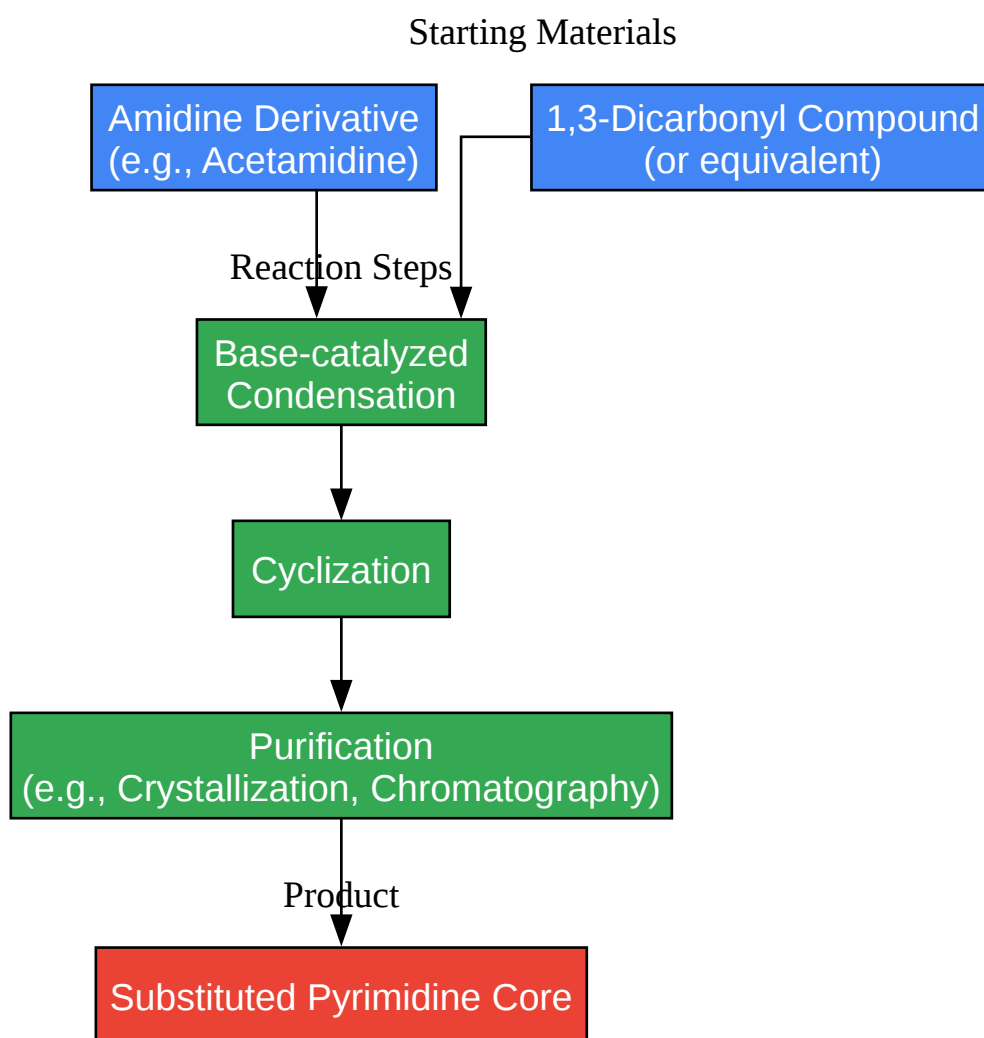 Starting Materials
Amidine Derivative
(e.g., Acetamidine)
1,3-Dicarbonyl Compound
(or equivalent)
Reaction Steps
Base-catalyzed
Condensation
Cyclization
Purification
(e.g., Crystallization, Chromatography)
Product
Substituted Pyrimidine Core